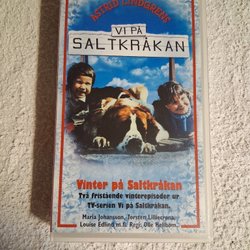 ASTRID LINDGRENS
VI PÅ
SALTKRÅKAN
Vinter på Saltkråkan
Två fristående vinterepisoder ur
TV-serien Vi på Saltkråkan.
Maria Johansson, Torsten Lilliecrona,
Louise Edlind m fl. Regi: Olle Hellbom.